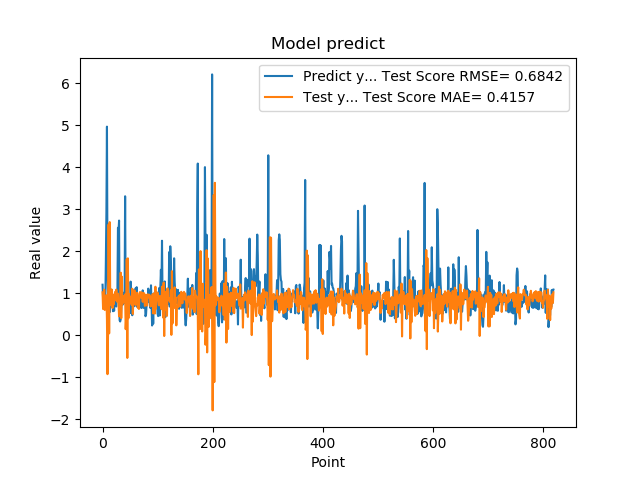 Model predict
Predict y... Test Score RMSE= 0.6842
Test y... Test Score MAE= 0.4157
Real value
6
5
4
3
2
1
0
−1
−2
0 200 400 600 800
Point